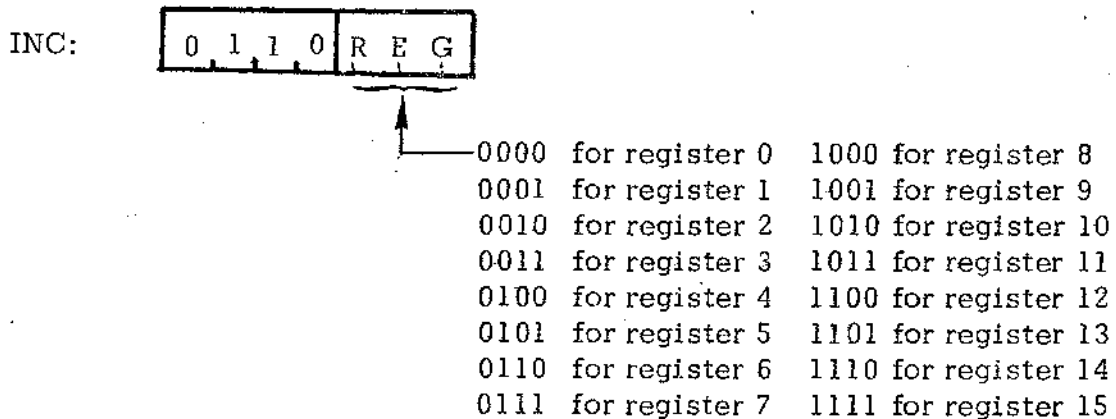 INC: 0 1 1 0 R E G
0000 for register 0 1000 for register 8
0001 for register 1 1001 for register 9
0010 for register 2 1010 for register 10
0011 for register 3 1011 for register 11
0100 for register 4 1100 for register 12
0101 for register 5 1101 for register 13
0110 for register 6 1110 for register 14
0111 for register 7 1111 for register 15